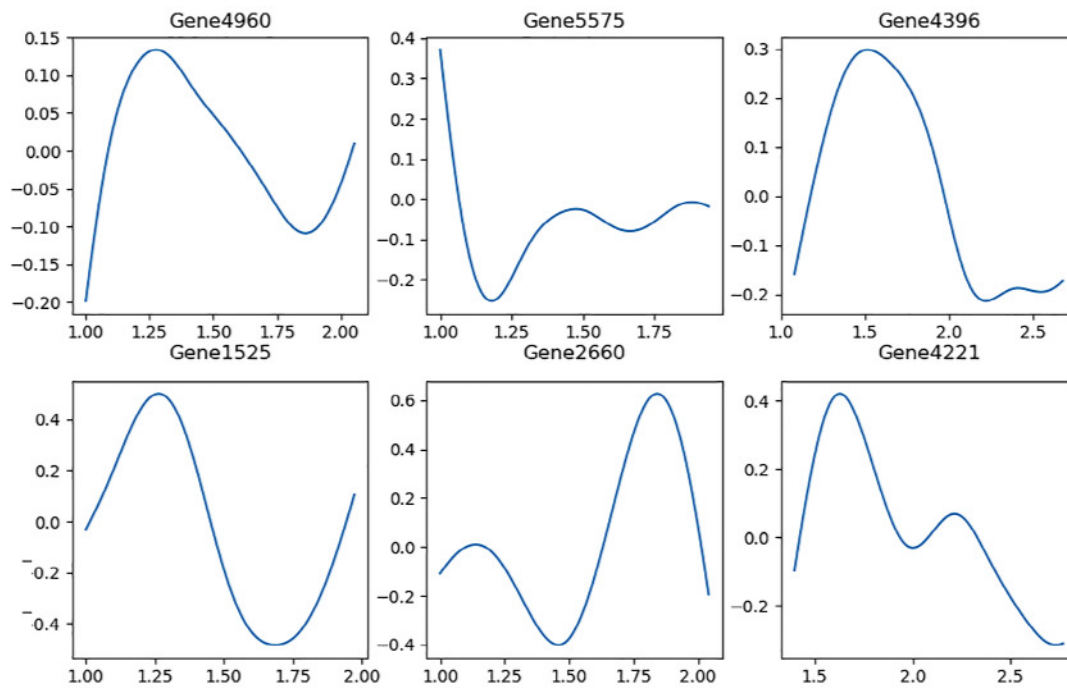 Gene4960 Gene5575 Gene4396
0.15 0.4 0.3
0.10 0.3 0.2
0.05 0.2 0.1
0.00 0.1 0.0
−0.05 0.0 −0.1
−0.10 −0.1 −0.2
−0.15 −0.2
−0.20
1.00 1.25 1.50 1.75 2.00 1.00 1.25 1.50 1.75 1.0 1.5 2.0 2.5
Gene1525 Gene2660 Gene4221
0.4 0.6 0.4
0.2 0.4 0.2
0.0 0.2 0.0
−0.2 0.0 −0.2
−0.4 −0.2
−0.4
1.00 1.25 1.50 1.75 2.00 1.00 1.25 1.50 1.75 2.00 1.5 2.0 2.5